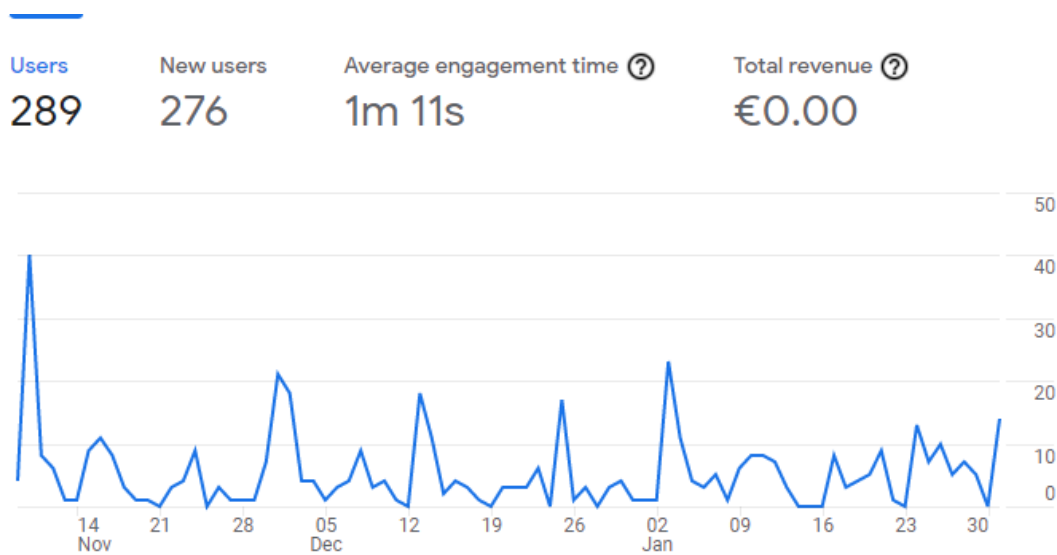 Users New users Average engagement time ? Total revenue ?
289 276 1m 11s €0.00
50
40
30
20
10
0
14 21 28 05 12 19 26 02 09 16 23 30
Nov Dec Jan